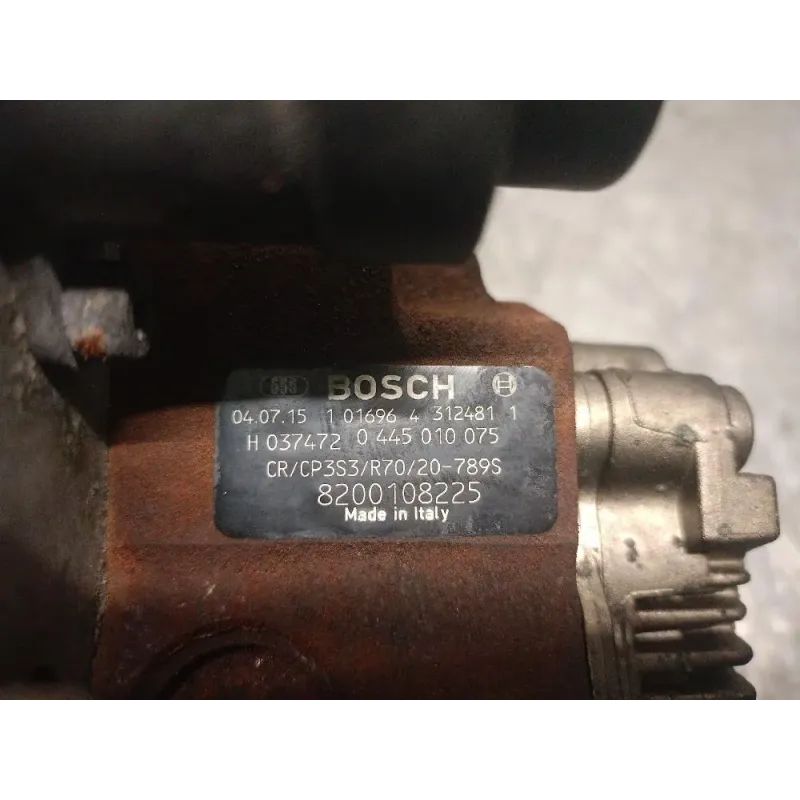 BOSCH
04.07.15 1 01696 4 312481 1
H 037472 0 445 010 075
CR/CP3S3/R70/20-789S
8200108225
Made in Italy